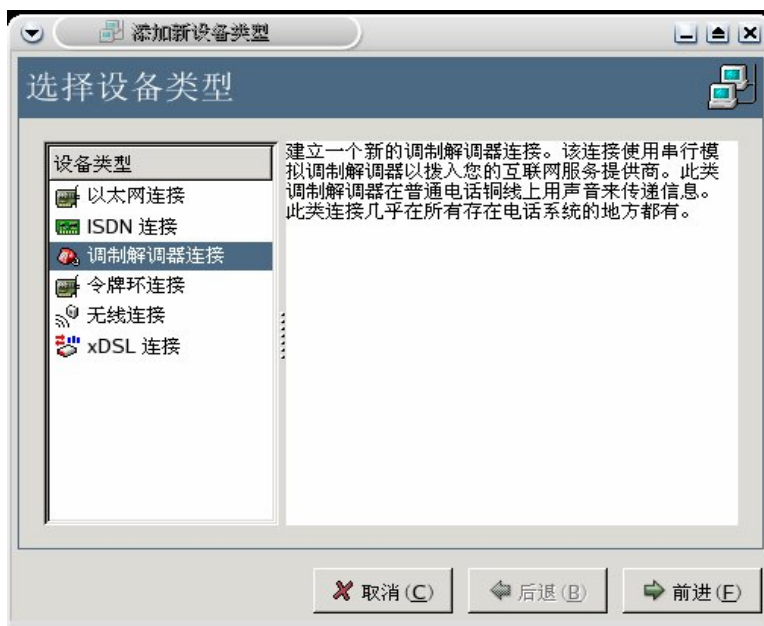 添加新设备类型
选择设备类型
设备类型
以太网连接
ISDN 连接
调制解调器连接
令牌环连接
无线连接
xDSL 连接
建立一个新的调制解调器连接。该连接使用串行模
拟调制解调器以拨入您的互联网服务提供商。此类
调制解调器在普通电话铜线上用声音来传递信息。
此类连接几乎在所有存在电话系统的地方都有。
取消(C)
后退(B)
前进(F)